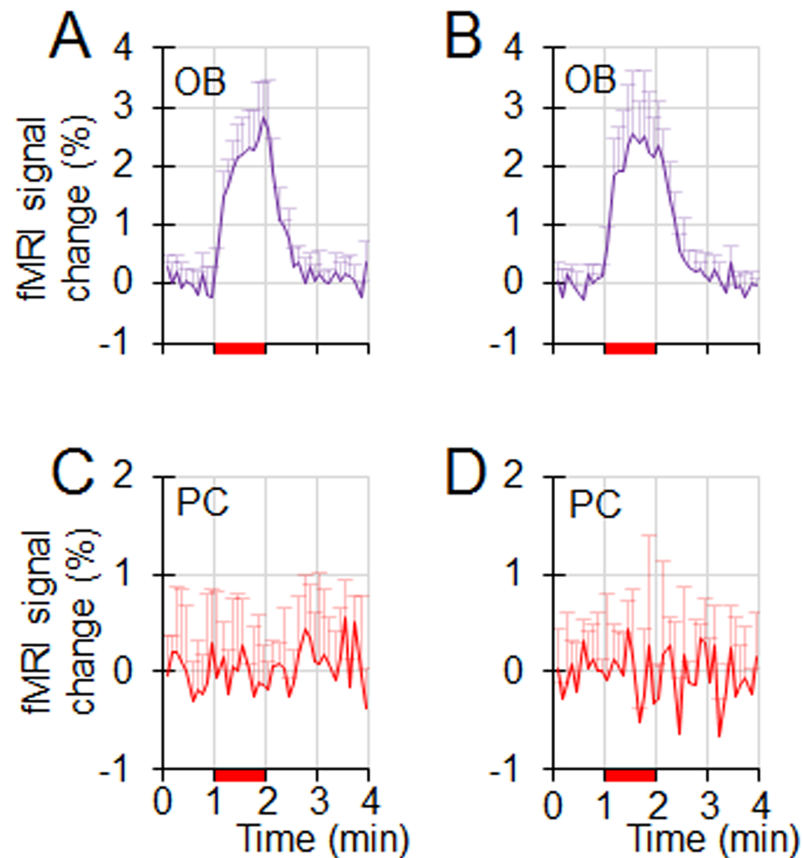 A
B
4
3
2
1
0
-1
OB
fMRI signal
change (%)
4
3
2
1
0
-1
OB
C
D
2
1
0
-1
PC
fMRI signal
change (%)
0 1 2 3 4
Time (min)
2
1
0
-1
PC
0 1 2 3 4
Time (min)